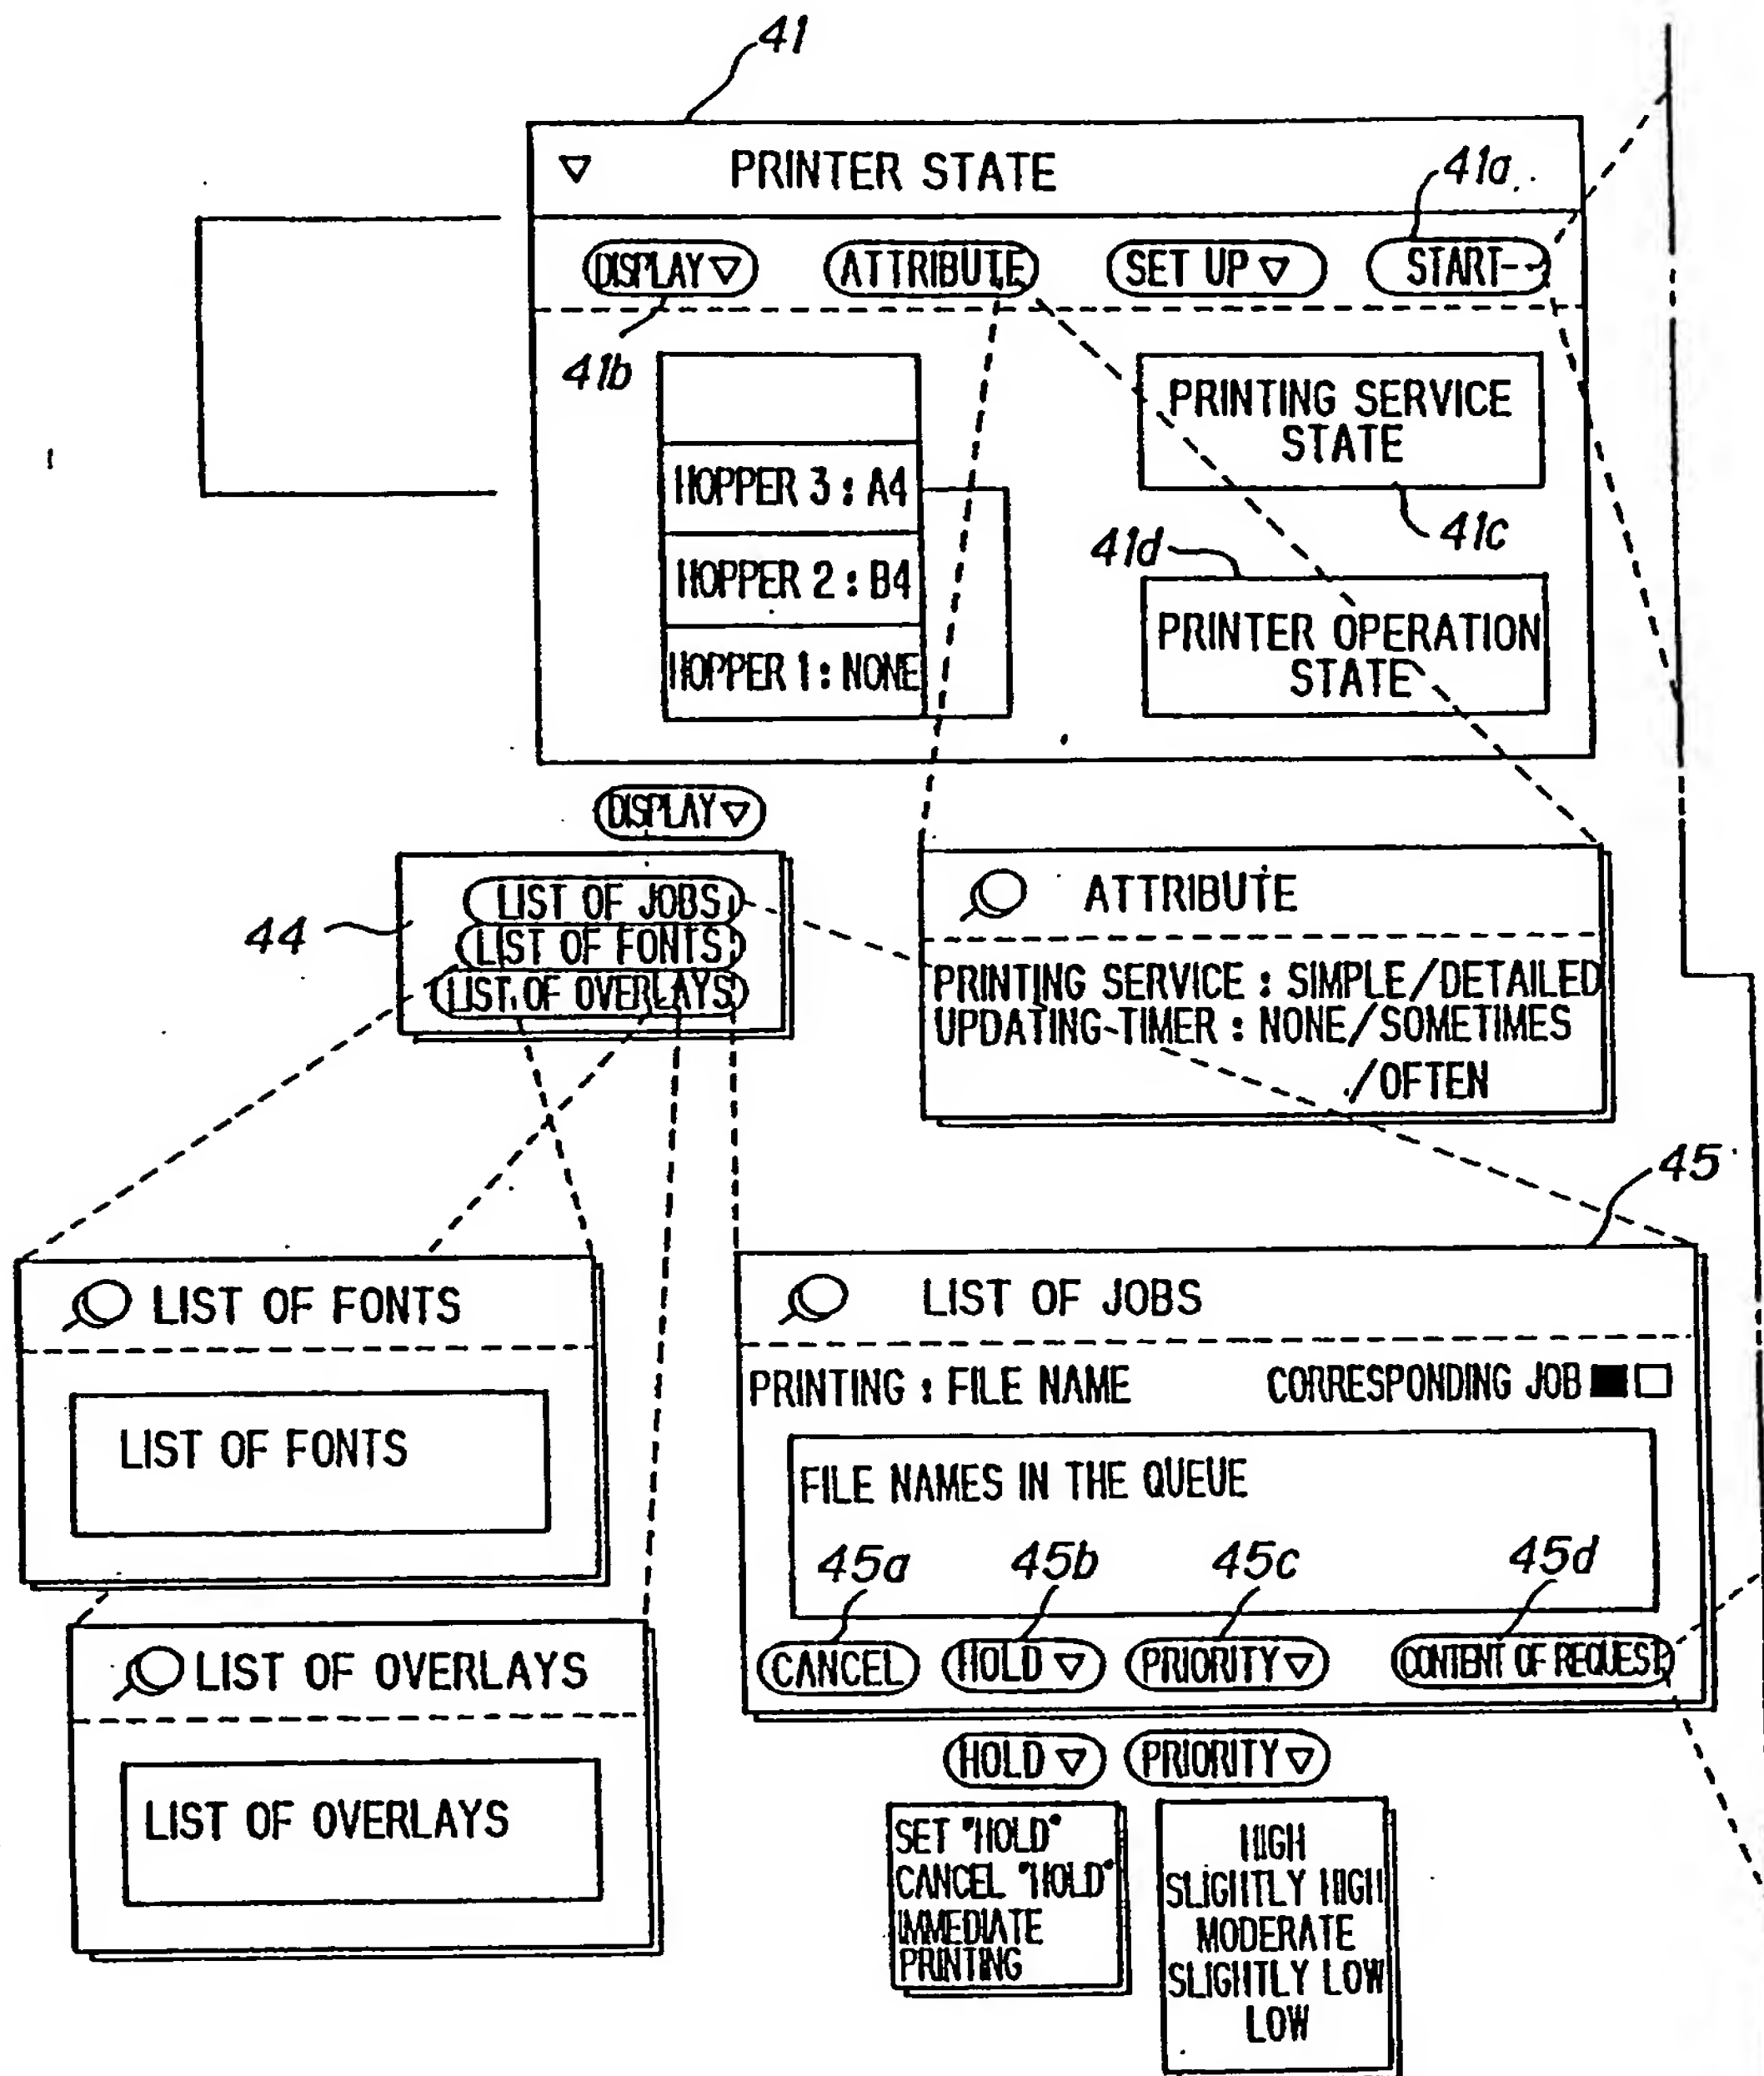 41
▽ PRINTER STATE
41a
DISPLAY ▽ ATTRIBUTE SET UP ▽ START
41b
PRINTING SERVICE
STATE
41c
HOPPER 3 : A4
HOPPER 2 : B4
HOPPER 1 : NONE
41d
PRINTER OPERATION
STATE
DISPLAY ▽
44
LIST OF JOBS
LIST OF FONTS
LIST OF OVERLAYS
ATTRIBUTE
PRINTING SERVICE : SIMPLE/DETAILED
UPDATING-TIMER : NONE/SOMETIMES
/OFTEN
45
LIST OF FONTS
LIST OF FONTS
LIST OF OVERLAYS
LIST OF OVERLAYS
LIST OF JOBS
PRINTING : FILE NAME CORRESPONDING JOB ■□
FILE NAMES IN THE QUEUE
45a 45b 45c 45d
CANCEL HOLD ▽ PRIORITY ▽ CONTENT OF REQUEST
HOLD ▽ PRIORITY ▽
SET "HOLD"
CANCEL "HOLD"
IMMEDIATE
PRINTING
HIGH
SLIGHTLY HIGH
MODERATE
SLIGHTLY LOW
LOW